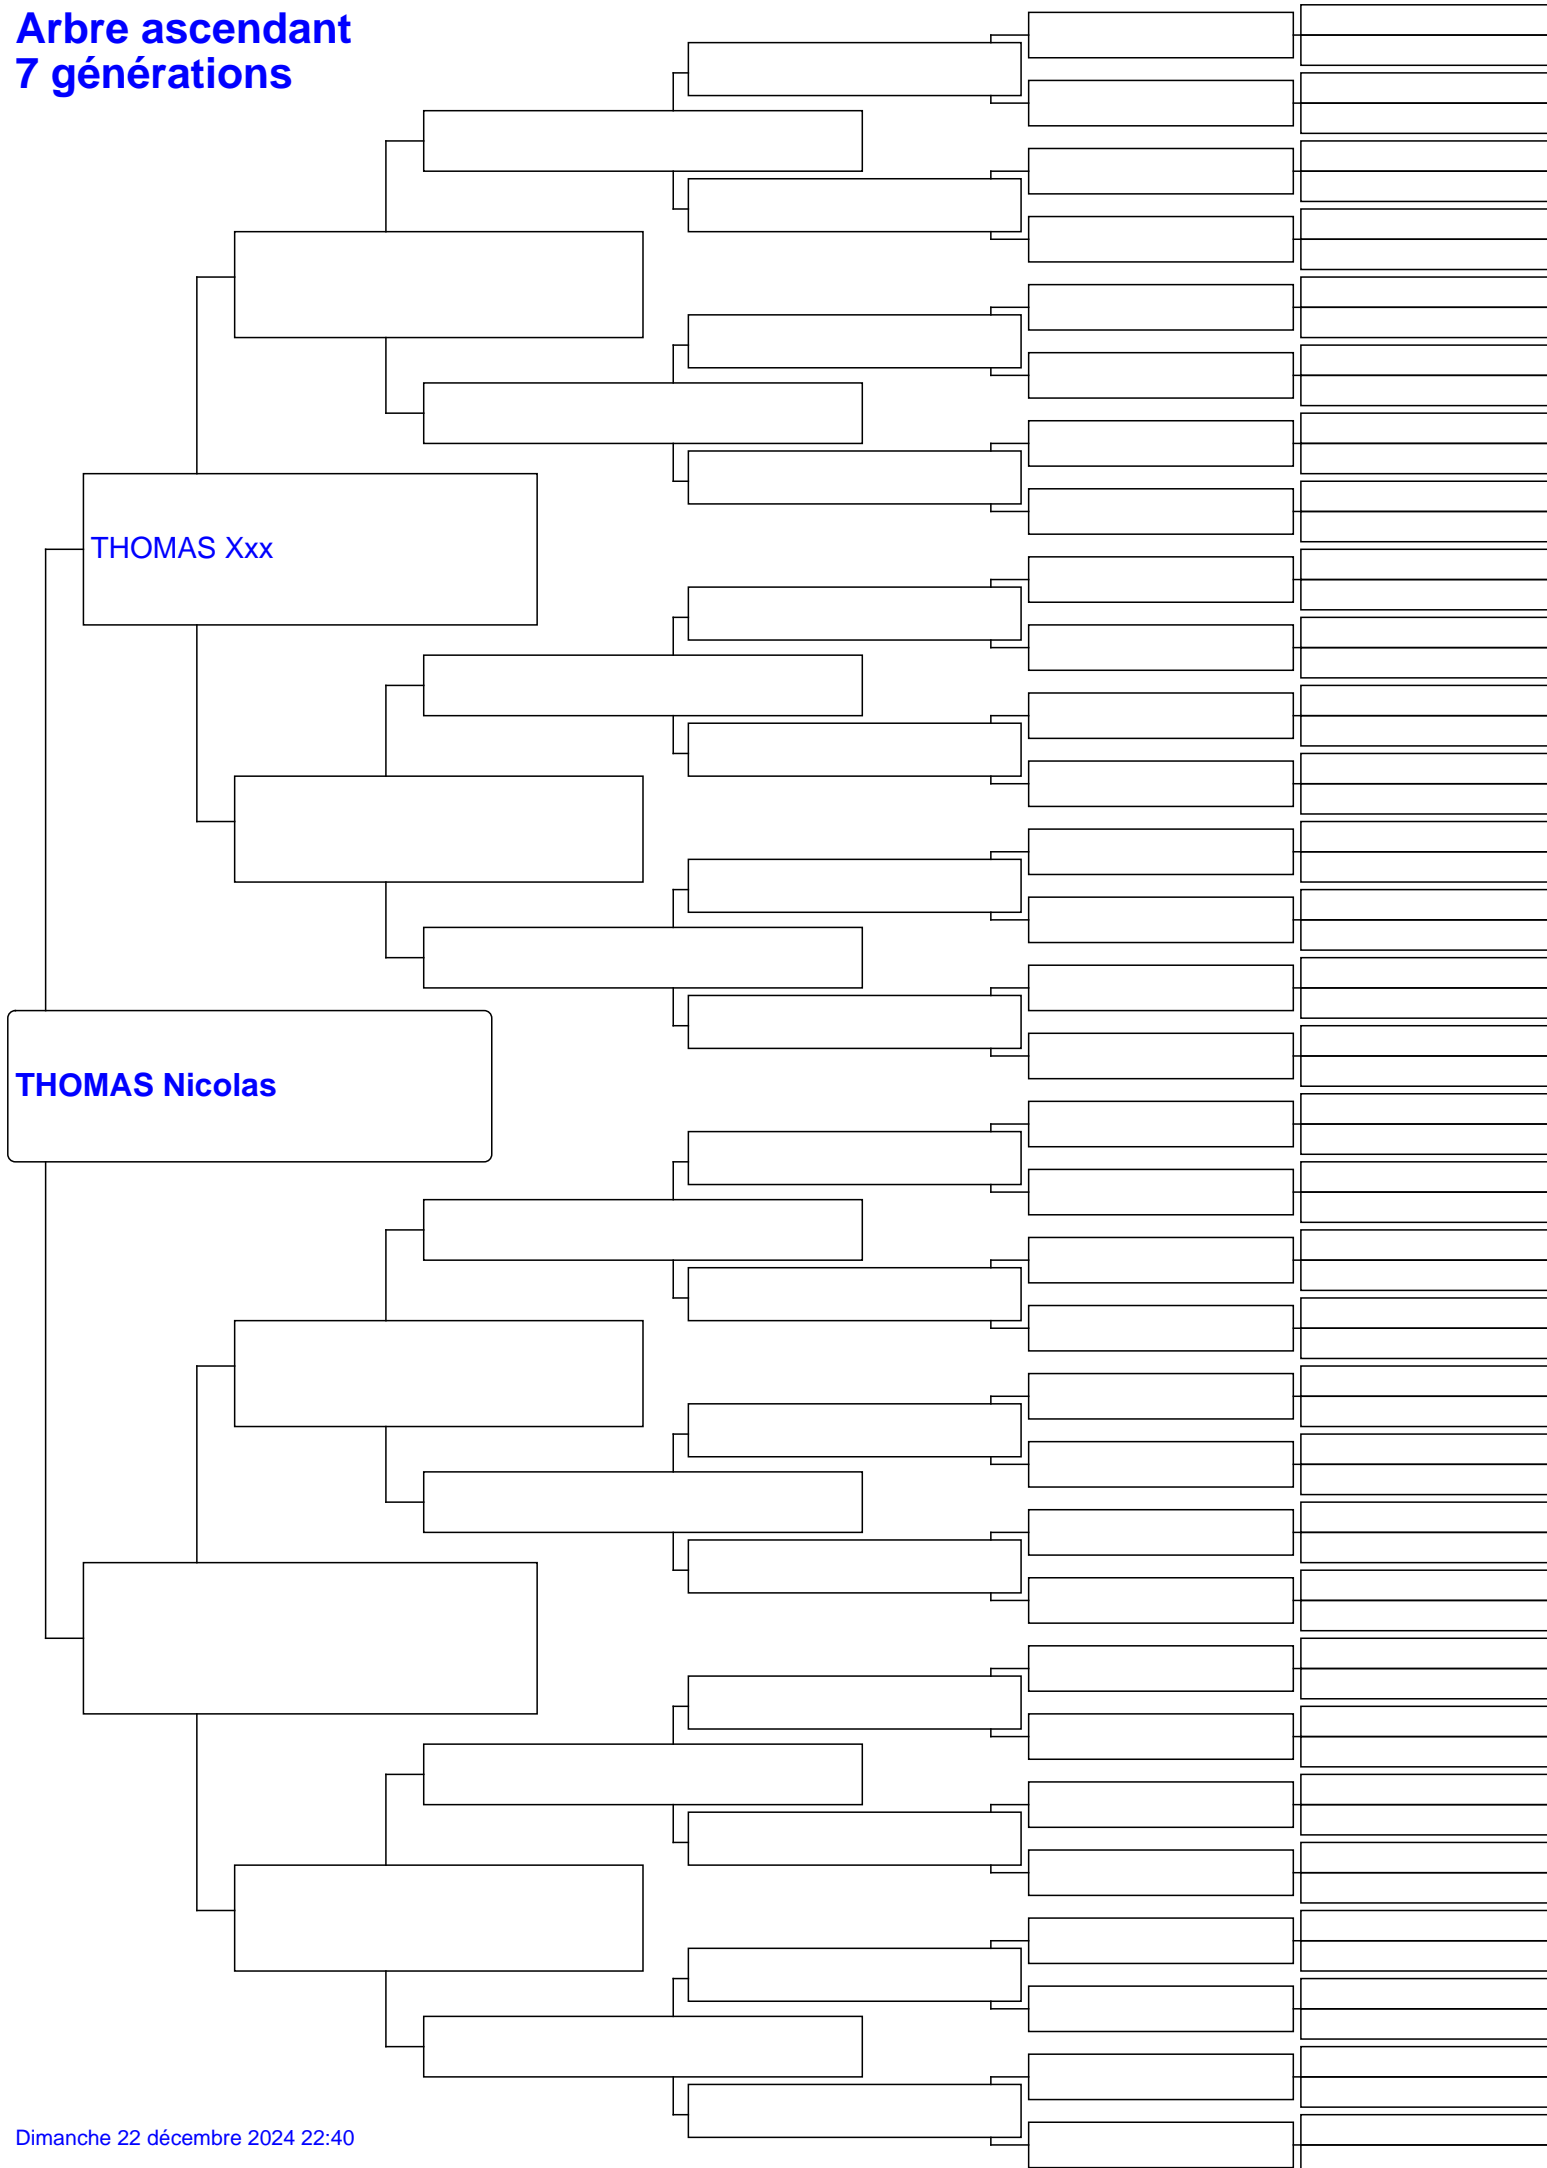 Arbre ascendant
7 générations
THOMAS Xxx
THOMAS Nicolas
Dimanche 22 décembre 2024 22:40